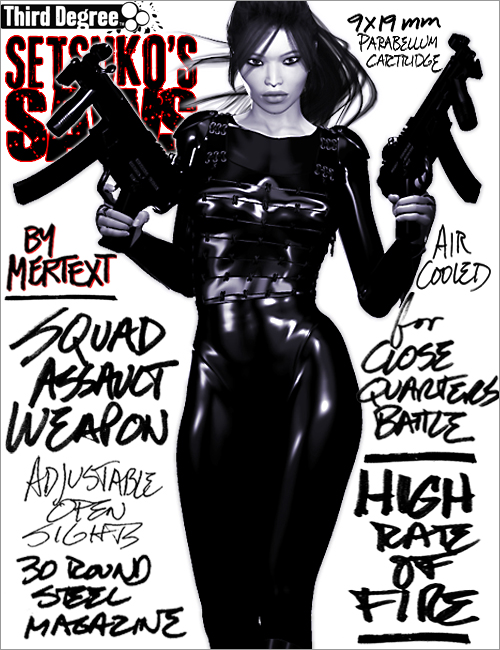 Third Degree™
SETSUKO'S
9x19 mm
PARABELLUM
CARTRIDGE
BY
MERTEXT
AIR
COOLED
SQUAD
ASSAULT
WEAPON
for
CLOSE
QUARTERS
BATTLE
ADJUSTABLE
OPEN
SIGHTS
HIGH
RATE
OF
FIRE
30 ROUND
STEEL
MAGAZINE